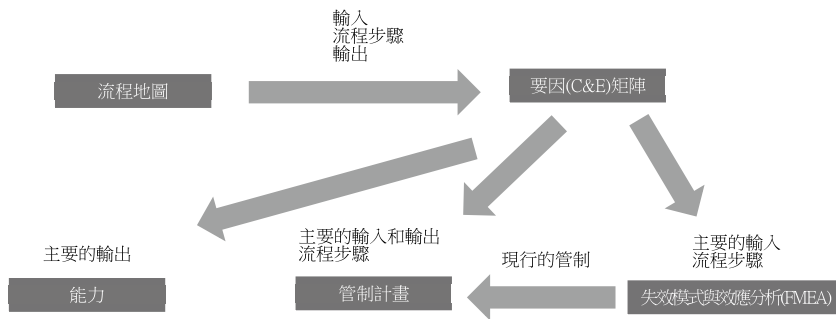 輸入
流程步驟
輸出
流程地圖
要因(C&E)矩陣
主要的輸出
能力
主要的輸入和輸出
流程步驟
管制計畫
現行的管制
主要的輸入
流程步驟
失效模式與效應分析(FMEA)